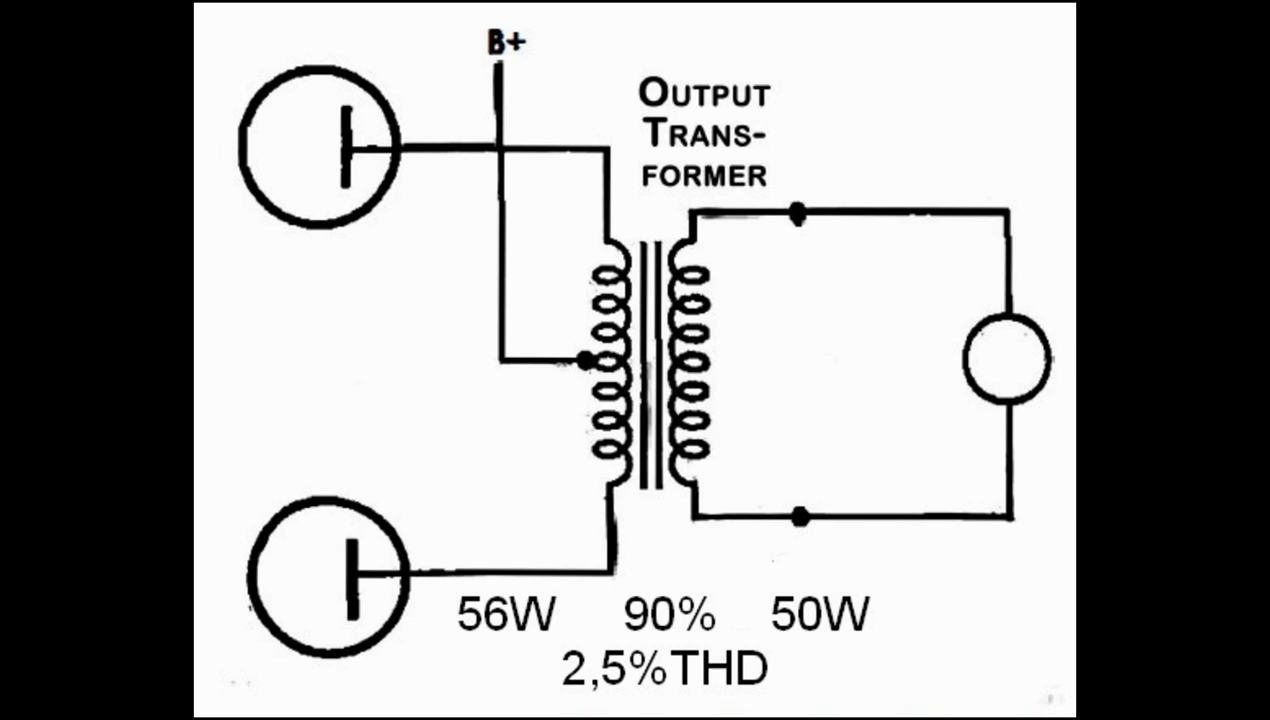 B+
OUTPUT
TRANS-
FORMER
56W 90% 50W
2,5%THD